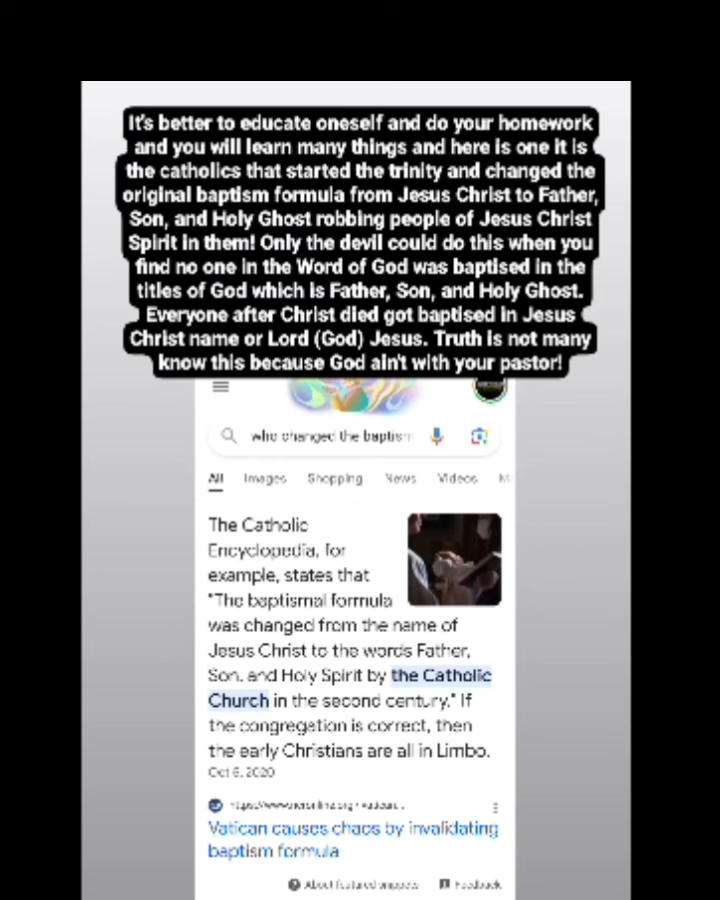 It's better to educate oneself and do your homework
and you will learn many things and here is one it is
the catholics that started the trinity and changed the
original baptism formula from Jesus Christ to Father,
Son, and Holy Ghost robbing people of Jesus Christ
Spirit in them! Only the devil could do this when you
find no one in the Word of God was baptised in the
titles of God which is Father, Son, and Holy Ghost.
Everyone after Christ died got baptised in Jesus
Christ name or Lord (God) Jesus. Truth is not many
know this because God ain't with your pastor!
who changed the baptism
All Images Shopping News Videos
The Catholic
Encyclopedia, for
example, states that
"The baptismal formula
was changed from the name of
Jesus Christ to the words Father,
Son, and Holy Spirit by the Catholic
Church in the second century." If
the congregation is correct, then
the early Christians are all in Limbo.
Oct 6, 2020
https://www.ncronline.org › vatican...
Vatican causes chaos by invalidating
baptism formula
About featured snippets Feedback